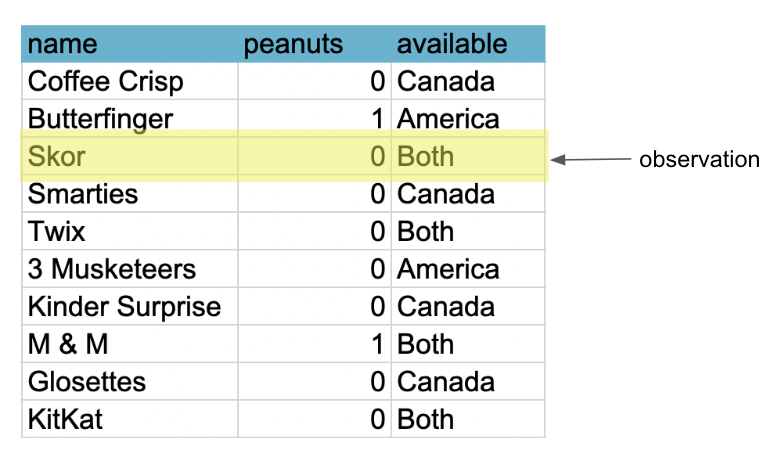 name peanuts available
Coffee Crisp 0 Canada
Butterfinger 1 America
Skor 0 Both
observation
Smarties 0 Canada
Twix 0 Both
3 Musketeers 0 America
Kinder Surprise 0 Canada
M & M 1 Both
Glosettes 0 Canada
KitKat 0 Both